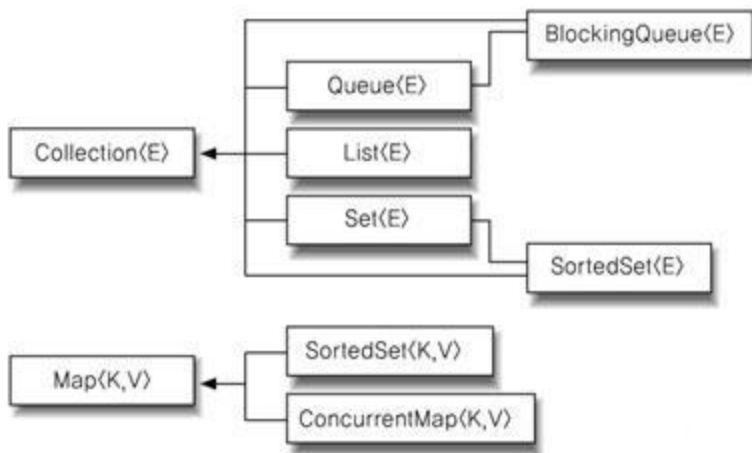 BlockingQueue⟨E⟩
Queue⟨E⟩
Collection⟨E⟩
List⟨E⟩
Set⟨E⟩
SortedSet⟨E⟩
SortedSet⟨K,V⟩
Map⟨K,V⟩
ConcurrentMap⟨K,V⟩